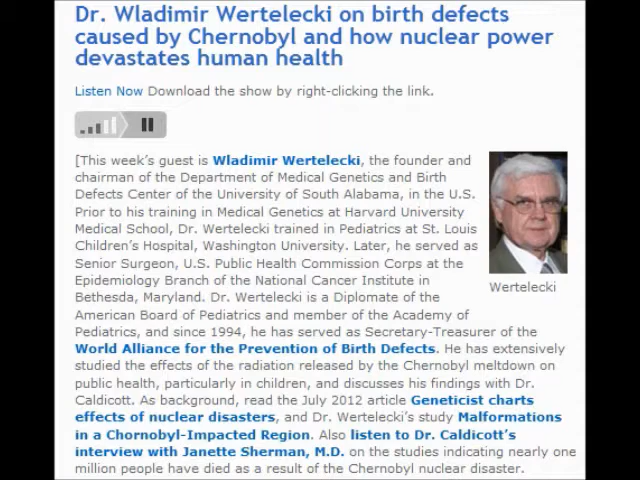 Dr. Wladimir Wertelecki on birth defects
caused by Chernobyl and how nuclear power
devastates human health
Listen Now Download the show by right-clicking the link.
[This week's guest is Wladimir Wertelecki, the founder and
chairman of the Department of Medical Genetics and Birth
Defects Center of the University of South Alabama, in the U.S.
Prior to his training in Medical Genetics at Harvard University
Medical School, Dr. Wertelecki trained in Pediatrics at St. Louis
Children's Hospital, Washington University. Later, he served as
Senior Surgeon, U.S. Public Health Commission Corps at the
Epidemiology Branch of the National Cancer Institute in
Bethesda, Maryland. Dr. Wertelecki is a Diplomate of the
American Board of Pediatrics and member of the Academy of
Pediatrics, and since 1994, he has served as Secretary-Treasurer of the
World Alliance for the Prevention of Birth Defects. He has extensively
studied the effects of the radiation released by the Chernobyl meltdown on
public health, particularly in children, and discusses his findings with Dr.
Caldicott. As background, read the July 2012 article Geneticist charts
effects of nuclear disasters, and Dr. Wertelecki's study Malformations
in a Chornobyl-Impacted Region. Also listen to Dr. Caldicott's
interview with Janette Sherman, M.D. on the studies indicating nearly one
million people have died as a result of the Chernobyl nuclear disaster.
Wertelecki